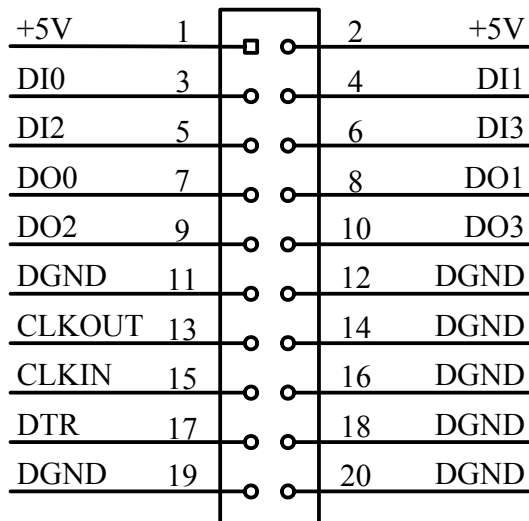 +5V 1 2 +5V
DI0 3 4 DI1
DI2 5 6 DI3
DO0 7 8 DO1
DO2 9 10 DO3
DGND 11 12 DGND
CLKOUT 13 14 DGND
CLKIN 15 16 DGND
DTR 17 18 DGND
DGND 19 20 DGND